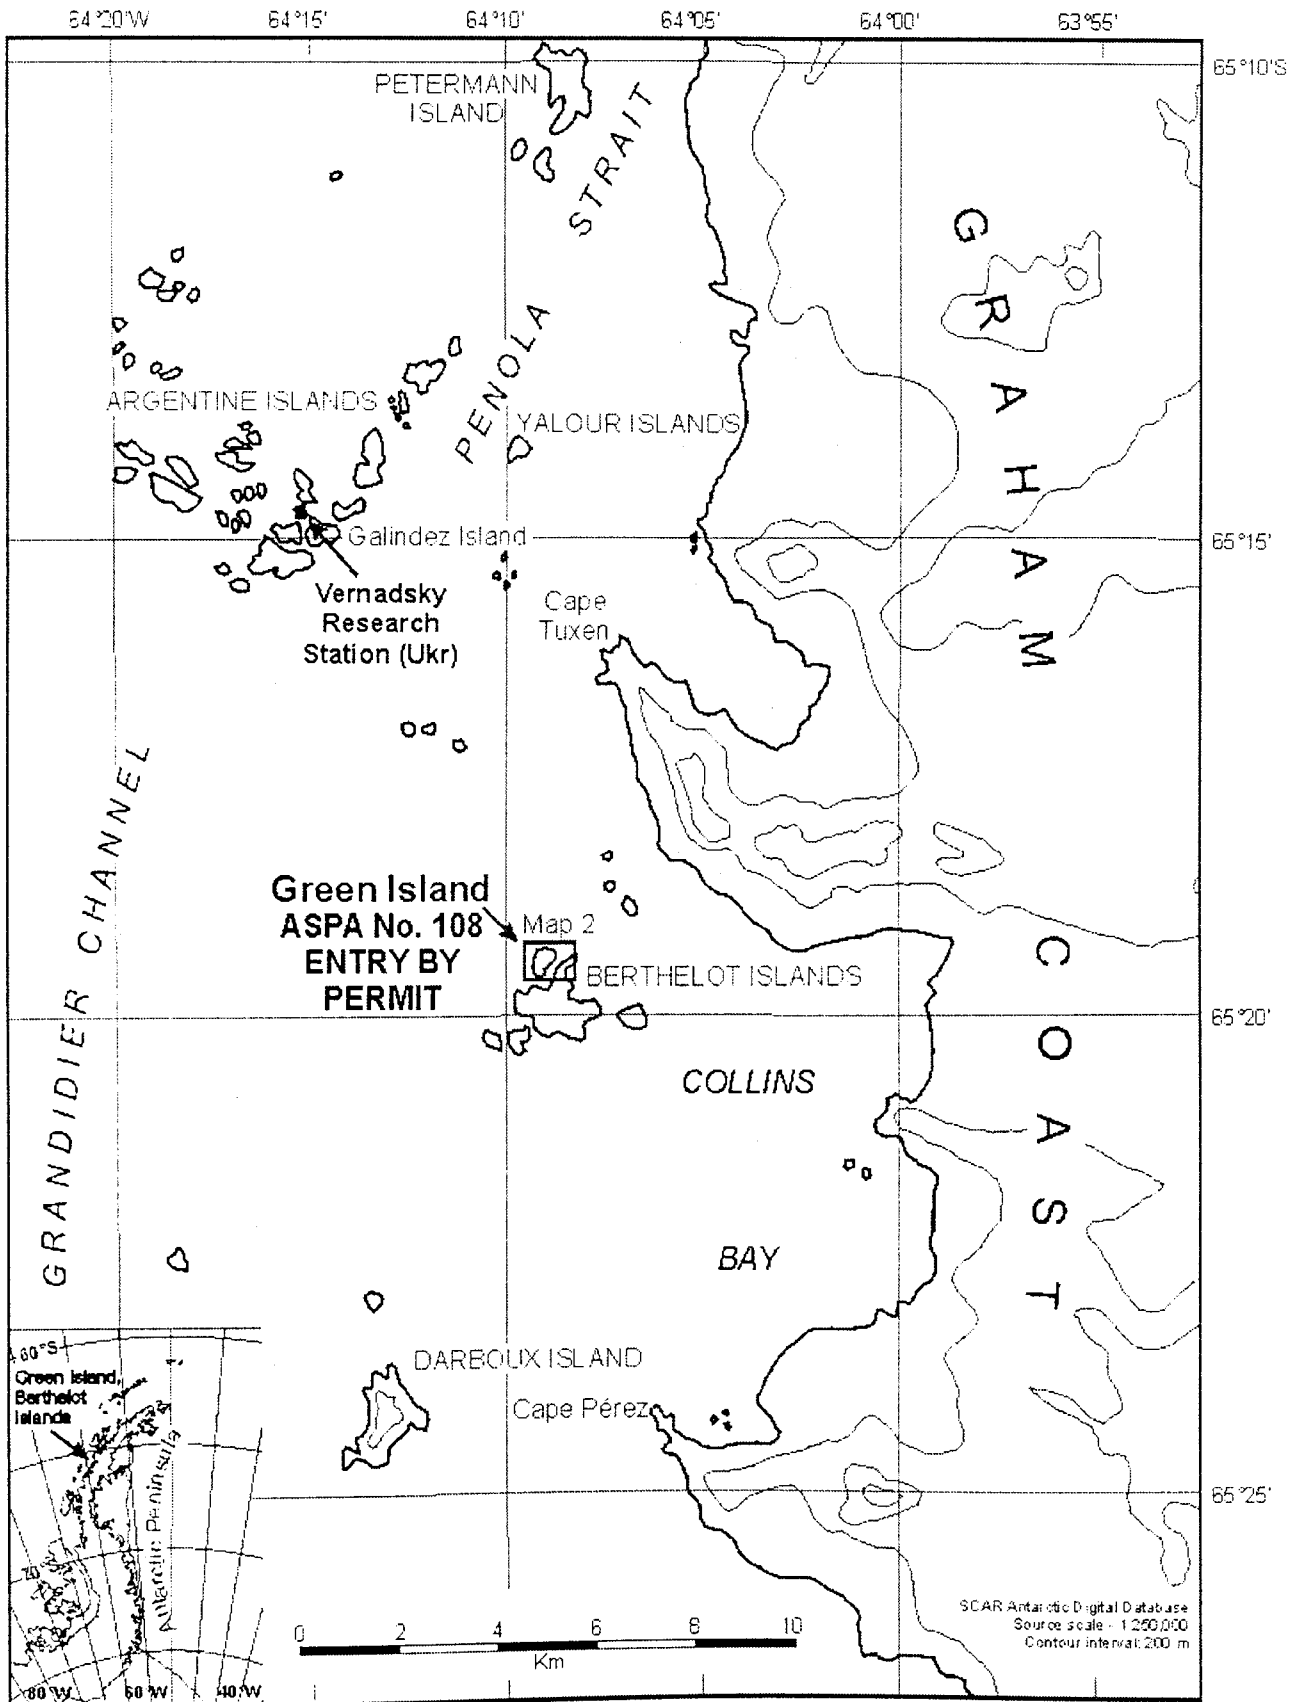 64°20'W 64°15' 64°10' 64°05' 64°00' 63°55'
65°10'S
PETERMANN
ISLAND
PENOLA STRAIT
GRAHAM COAST
ARGENTINE ISLANDS
YALOUR ISLANDS
Galindez Island
65°15'
Vernadsky
Research
Station (Ukr)
Cape
Tuxen
GRANDIDIER CHANNEL
Green Island
ASPA No. 108
ENTRY BY
PERMIT
Map 2
BERTHELOT ISLANDS
65°20'
COLLINS
BAY
DARBOUX ISLAND
Cape Pérez
65°25'
60°S
Green Island,
Berthelot
Islands
Antarctic Peninsula
80°W 60°W 40°W
0 2 4 6 8 10
Km
SCAR Antarctic Digital Database
Source scale - 1:250,000
Contour interval: 200 m